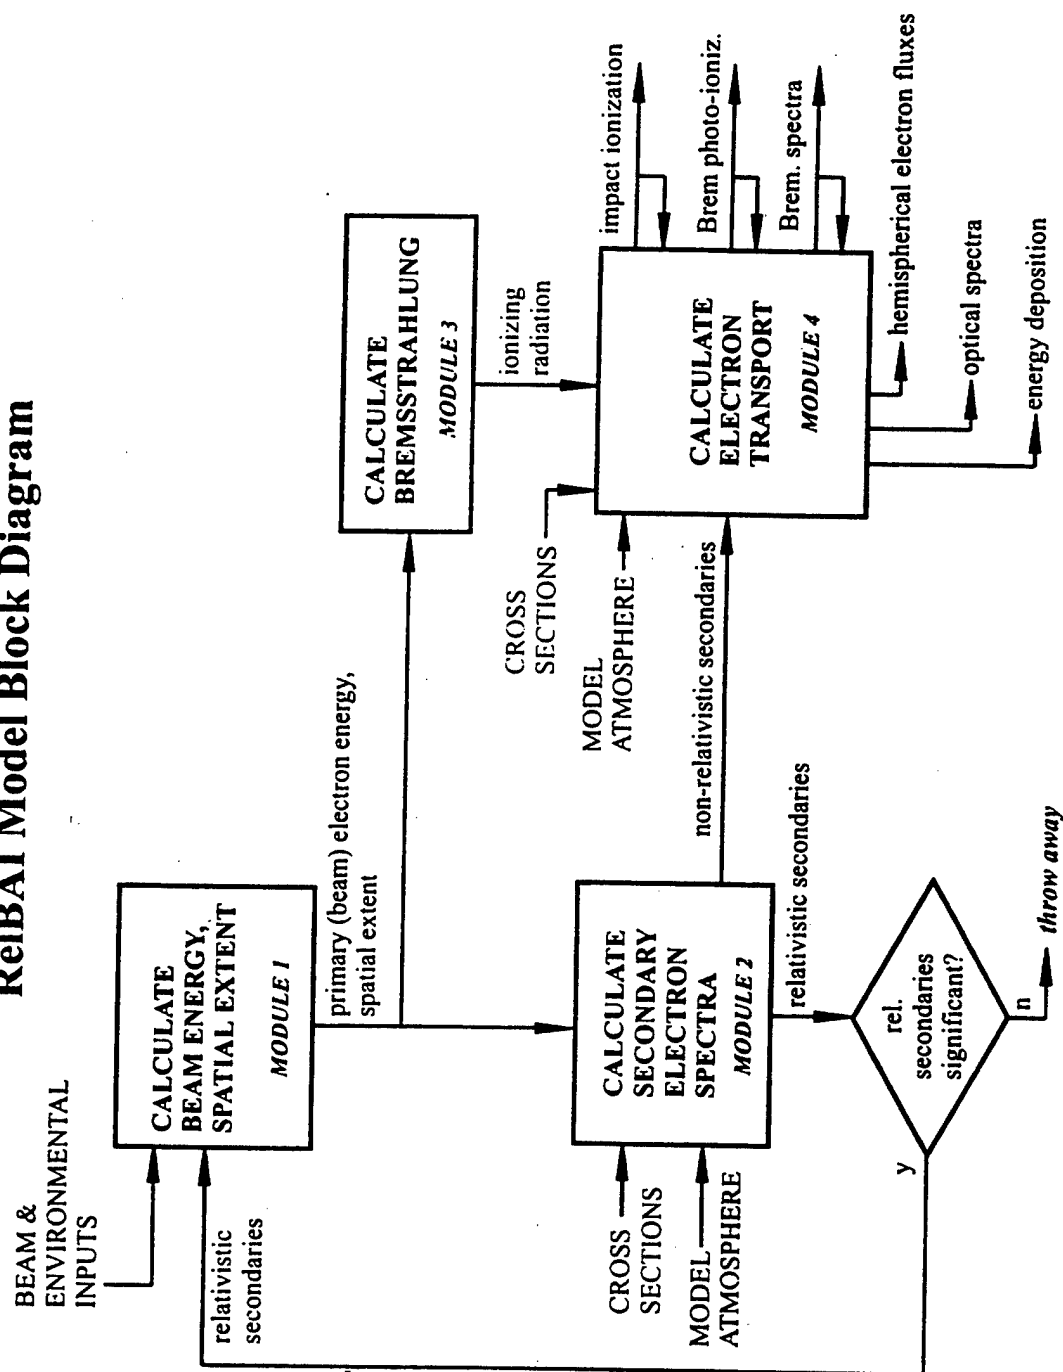 RelBAI Model Block Diagram
BEAM &
ENVIRONMENTAL
INPUTS
relativistic
secondaries
CALCULATE
BEAM ENERGY,
SPATIAL EXTENT
MODULE 1
primary (beam) electron energy,
spatial extent
CALCULATE
BREMSSTRAHLUNG
MODULE 3
ionizing
radiation
CROSS
SECTIONS
MODEL
ATMOSPHERE
CALCULATE
SECONDARY
ELECTRON
SPECTRA
MODULE 2
non-relativistic secondaries
relativistic secondaries
CROSS
SECTIONS
MODEL
ATMOSPHERE
CALCULATE
ELECTRON
TRANSPORT
MODULE 4
impact ionization
Brem photo-ioniz.
Brem. spectra
hemispherical electron fluxes
optical spectra
energy deposition
rel.
secondaries
significant?
y
n
throw away